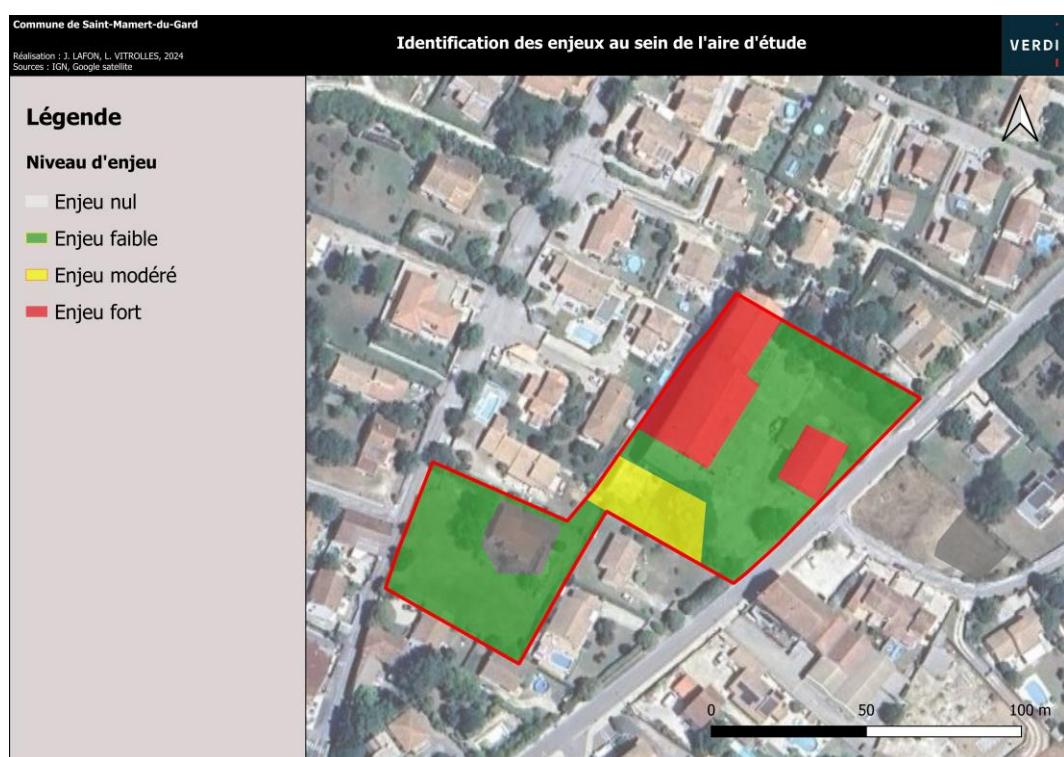 Commune de Saint-Mamert-du-Gard
Réalisation : J. LAFON, L. VITROLLES, 2024
Sources : IGN, Google satellite
Identification des enjeux au sein de l'aire d'étude
VERDI
Légende
Niveau d'enjeu
Enjeu nul
Enjeu faible
Enjeu modéré
Enjeu fort
0 50 100 m